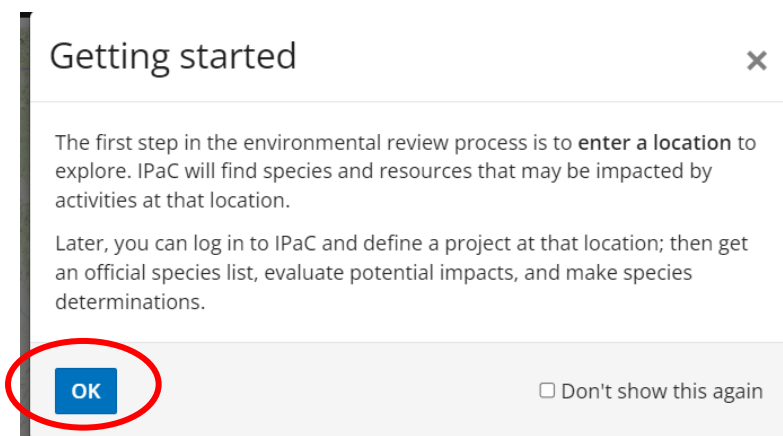 Getting started
The first step in the environmental review process is to enter a location to
explore. IPaC will find species and resources that may be impacted by
activities at that location.
Later, you can log in to IPaC and define a project at that location; then get
an official species list, evaluate potential impacts, and make species
determinations.
OK
Don't show this again